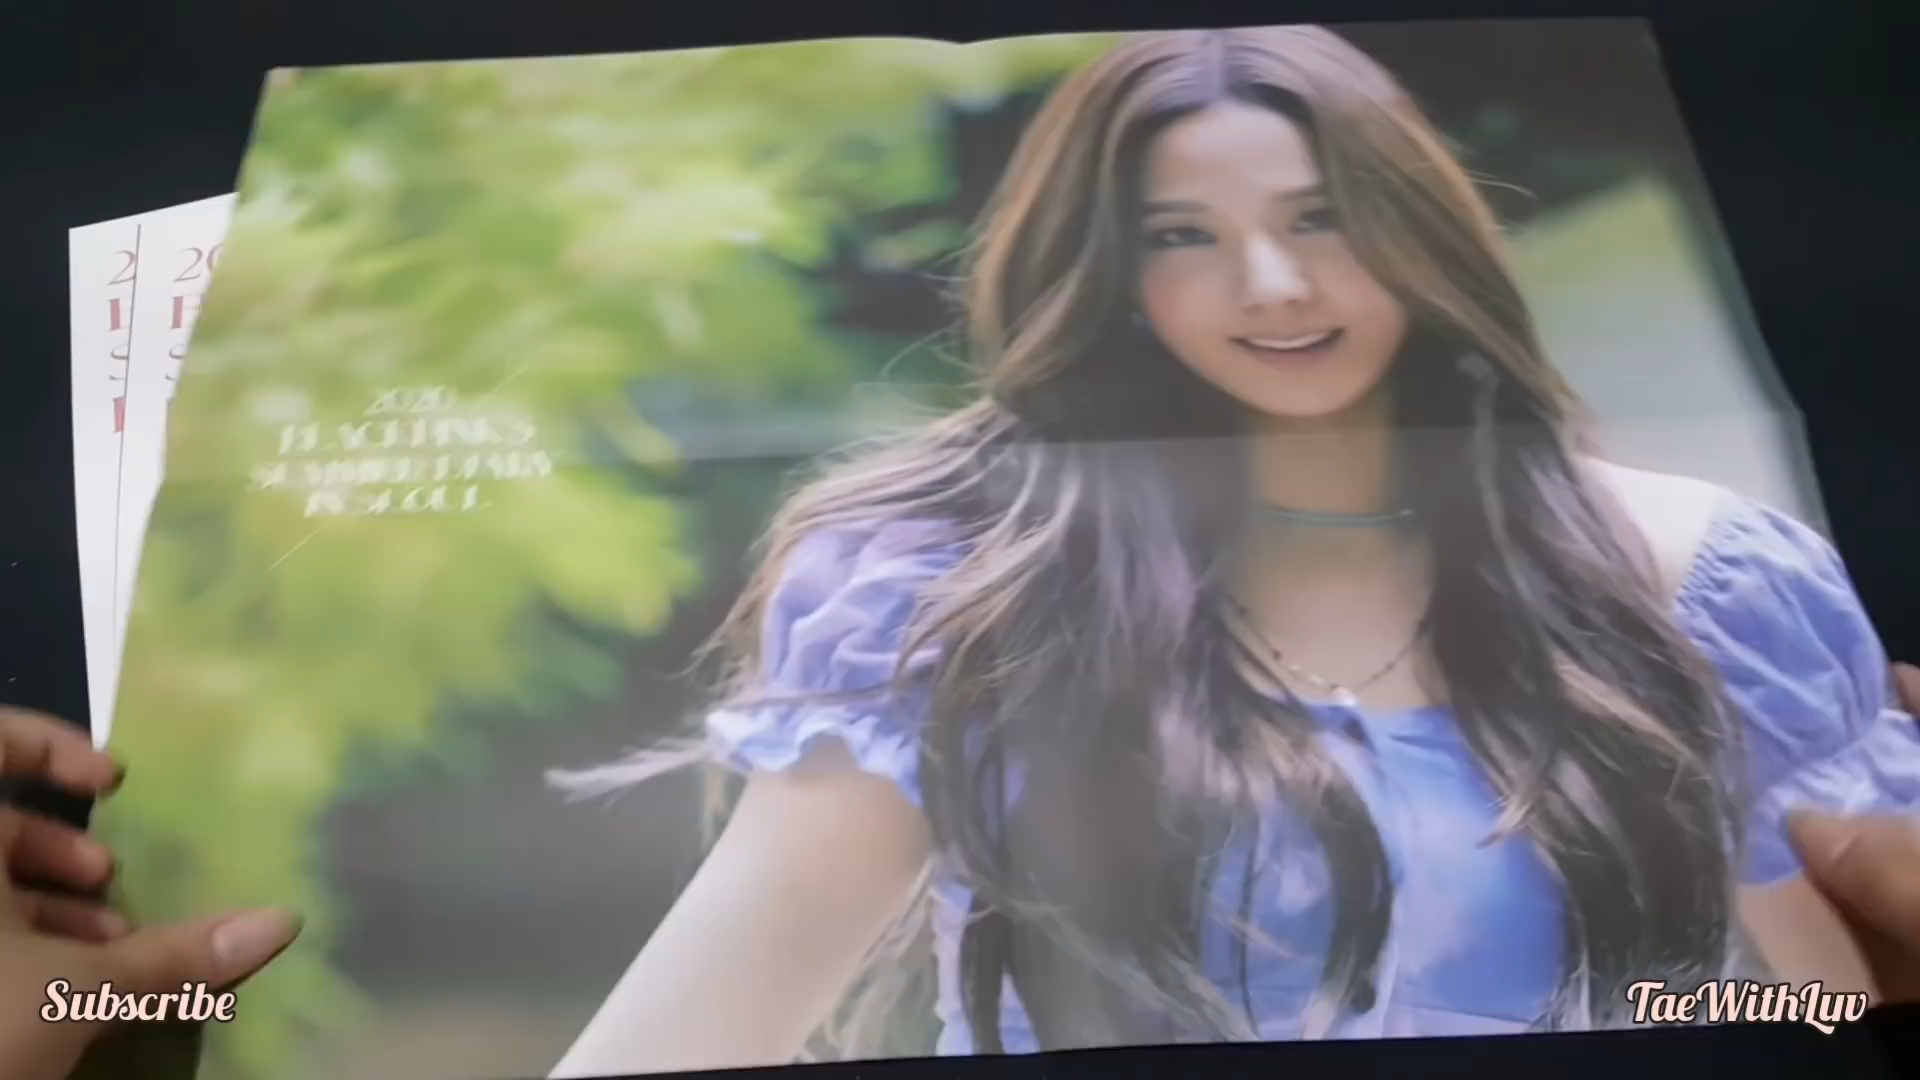 2020
BLACKPINK'S
SUMMER DIARY
IN SEOUL
Subscribe
TaeWithLuv